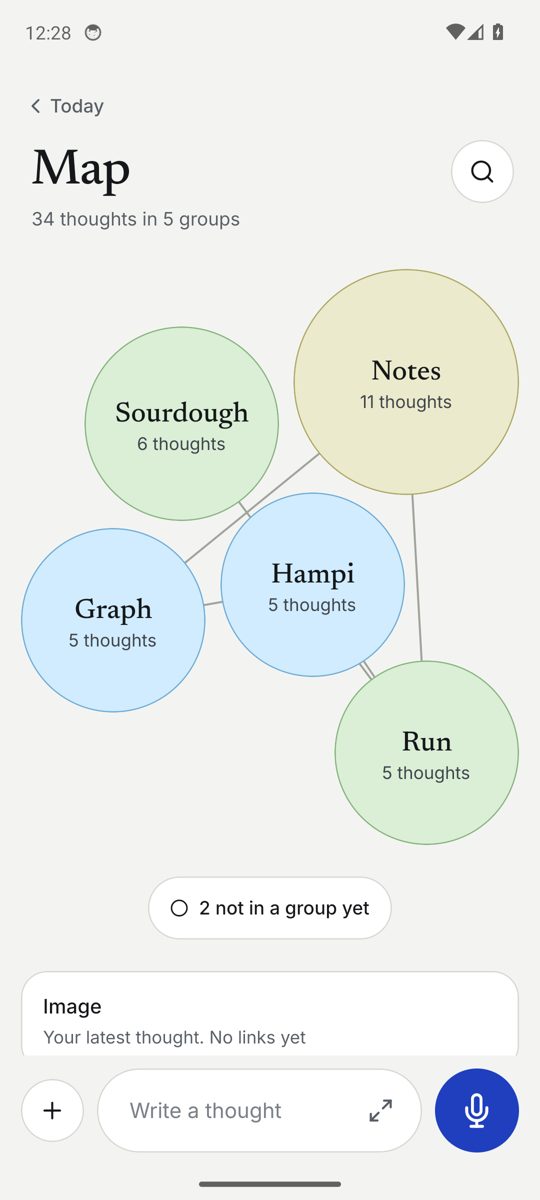 12:28
Today
Map
34 thoughts in 5 groups
Notes
11 thoughts
Sourdough
6 thoughts
Hampi
5 thoughts
Graph
5 thoughts
Run
5 thoughts
2 not in a group yet
Image
Your latest thought. No links yet
Write a thought